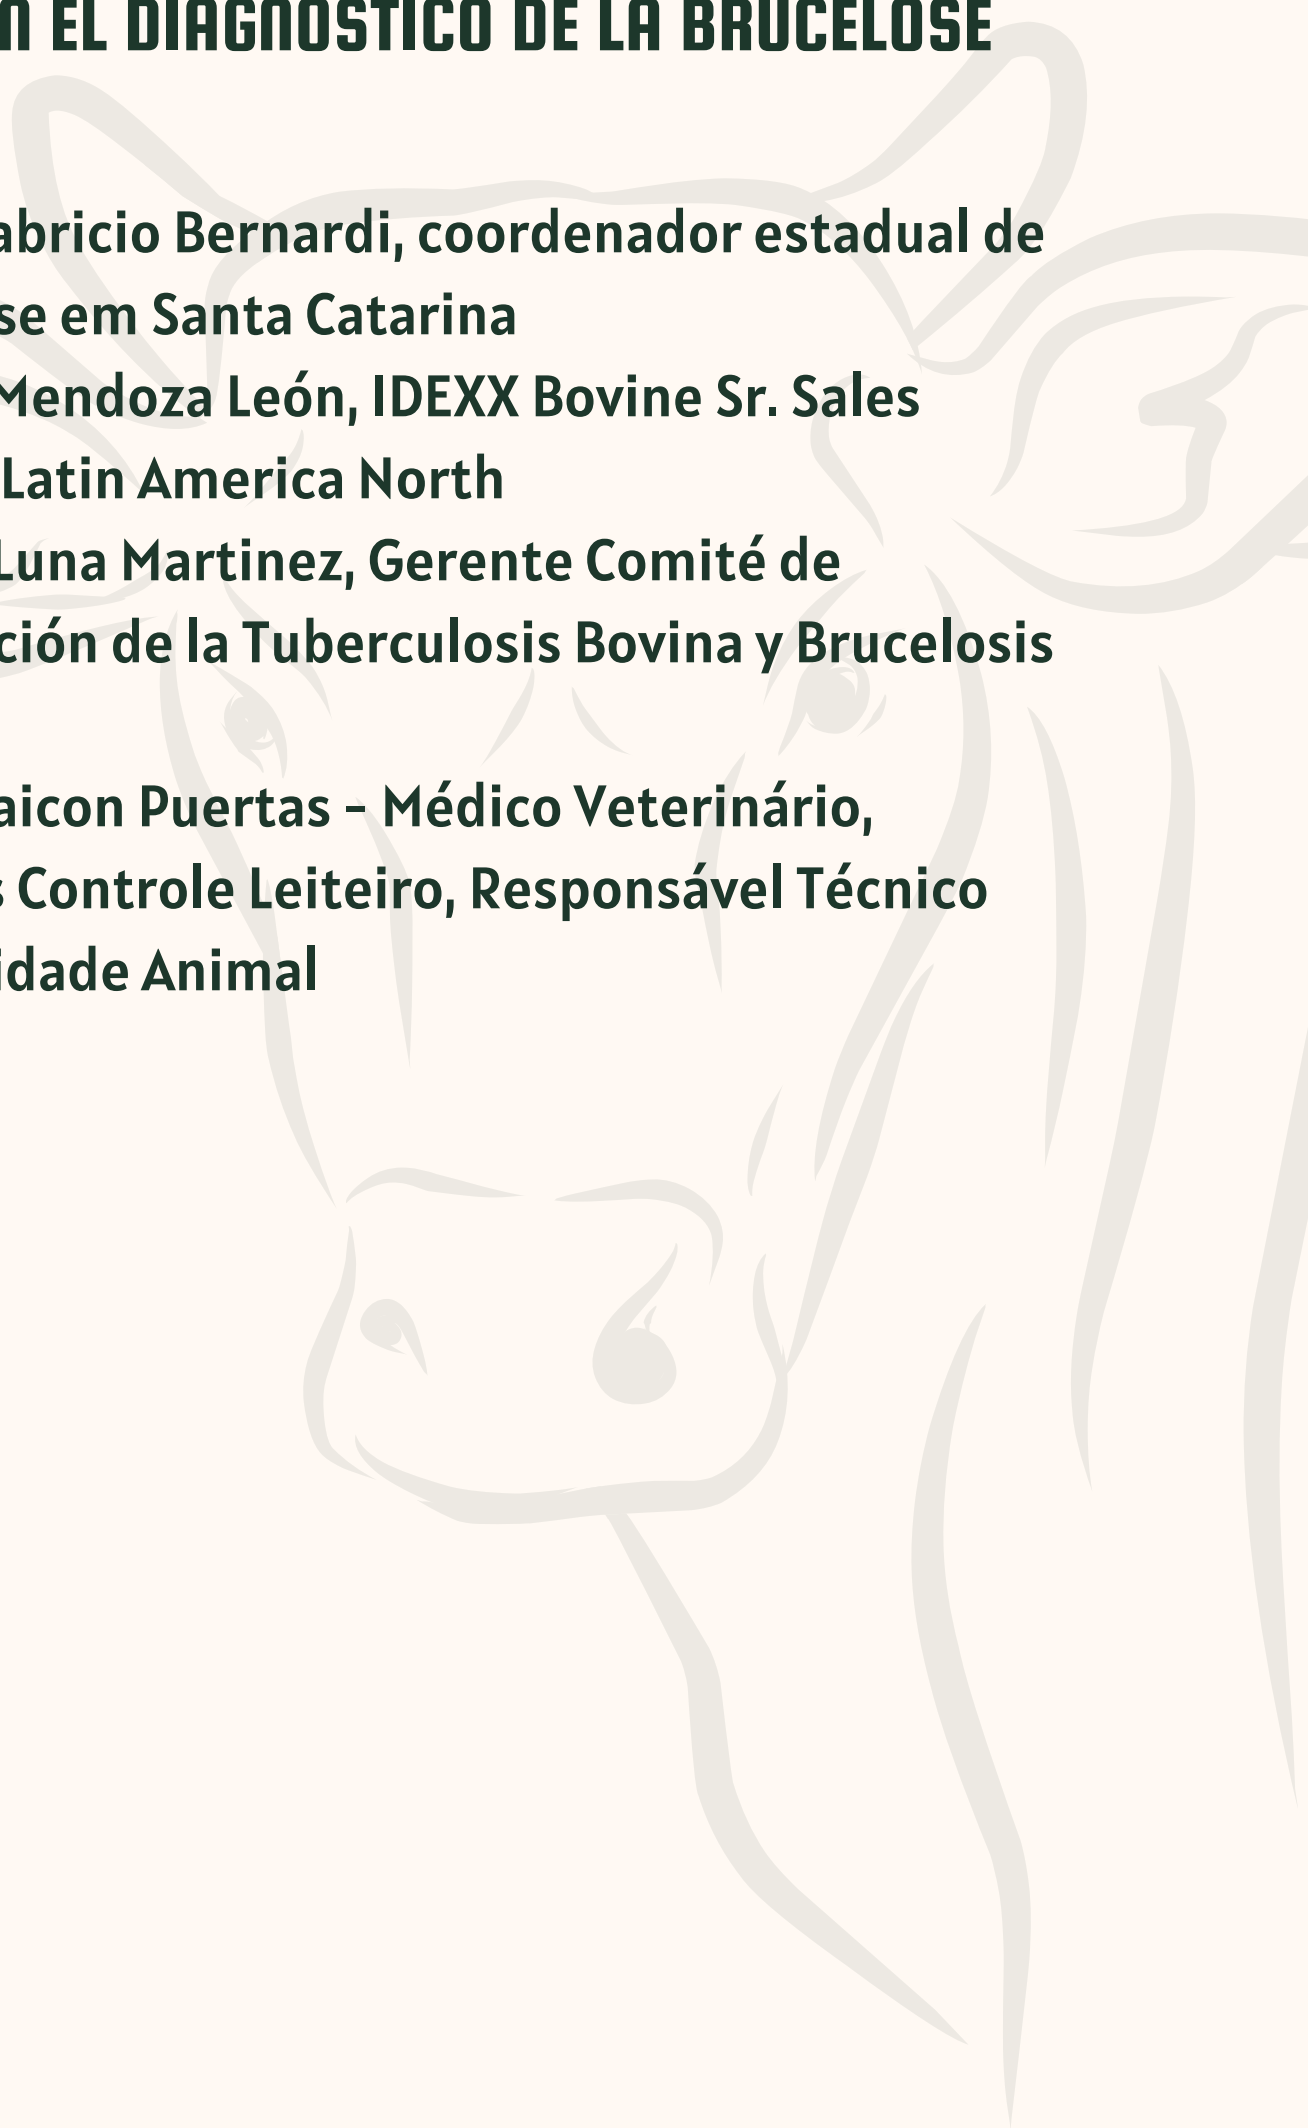 N EL DIAGNOSTICO DE LA BRUCELOSE
abricio Bernardi, coordenador estadual de
se em Santa Catarina
Mendoza León, IDEXX Bovine Sr. Sales
Latin America North
Luna Martinez, Gerente Comité de
ción de la Tuberculosis Bovina y Brucelosis
aicon Puertas - Médico Veterinário,
s Controle Leiteiro, Responsável Técnico
idade Animal